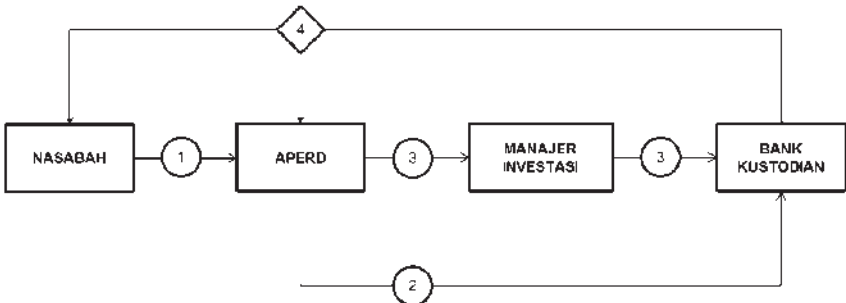 4
NASABAH
1
APERD
3
MANAJER
INVESTASI
3
BANK
KUSTODIAN
2